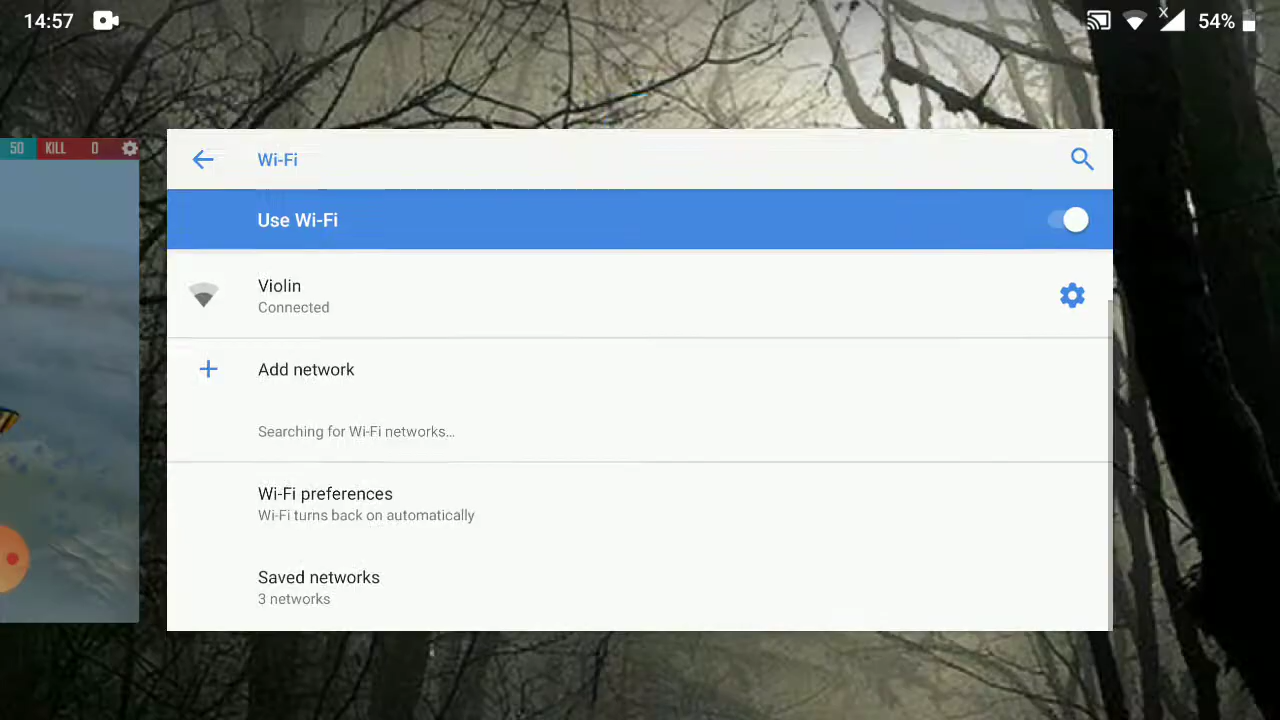 14:57
54%
50 KILL 0
Wi-Fi
Use Wi-Fi
Violin
Connected
Add network
Searching for Wi-Fi networks…
Wi-Fi preferences
Wi-Fi turns back on automatically
Saved networks
3 networks